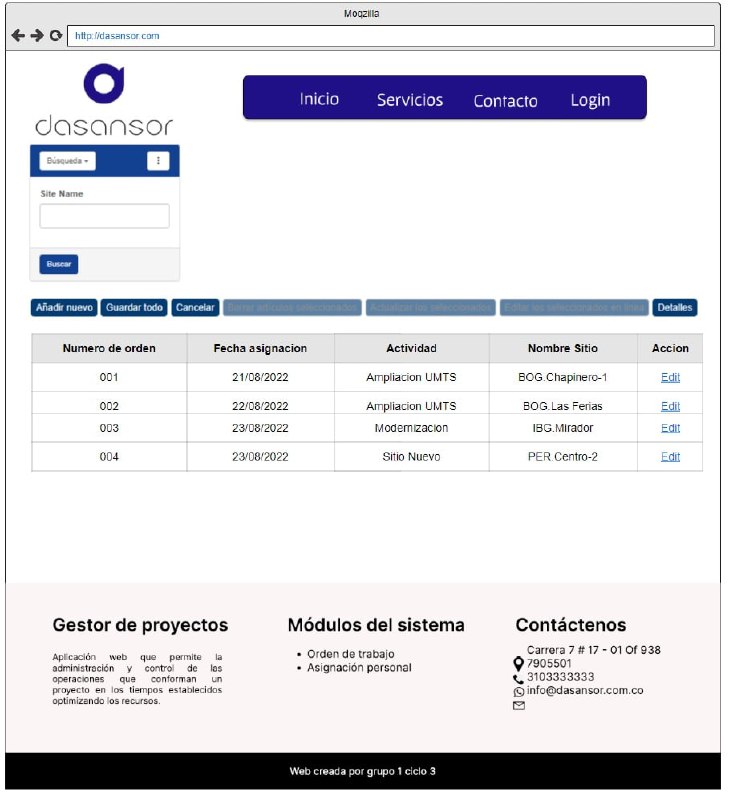 Moqzilla
http://dasansor.com
dasansor
Inicio Servicios Contacto Login
Búsqueda
Site Name
Buscar
Añadir nuevo Guardar todo Cancelar Borrar artículos seleccionados Actualizar los seleccionados Editar los seleccionados en línea Detalles
Numero de orden Fecha asignacion Actividad Nombre Sitio Accion
001 21/08/2022 Ampliacion UMTS BOG.Chapinero-1 Edit
002 22/08/2022 Ampliacion UMTS BOG.Las Ferias Edit
003 23/08/2022 Modernizacion IBG.Mirador Edit
004 23/08/2022 Sitio Nuevo PER.Centro-2 Edit
Gestor de proyectos
Aplicación web que permite la
administración y control de las
operaciones que conforman un
proyecto en los tiempos establecidos
optimizando los recursos.
Módulos del sistema
• Orden de trabajo
• Asignación personal
Contáctenos
Carrera 7 # 17 - 01 Of 938
7905501
3103333333
info@dasansor.com.co
Web creada por grupo 1 ciclo 3